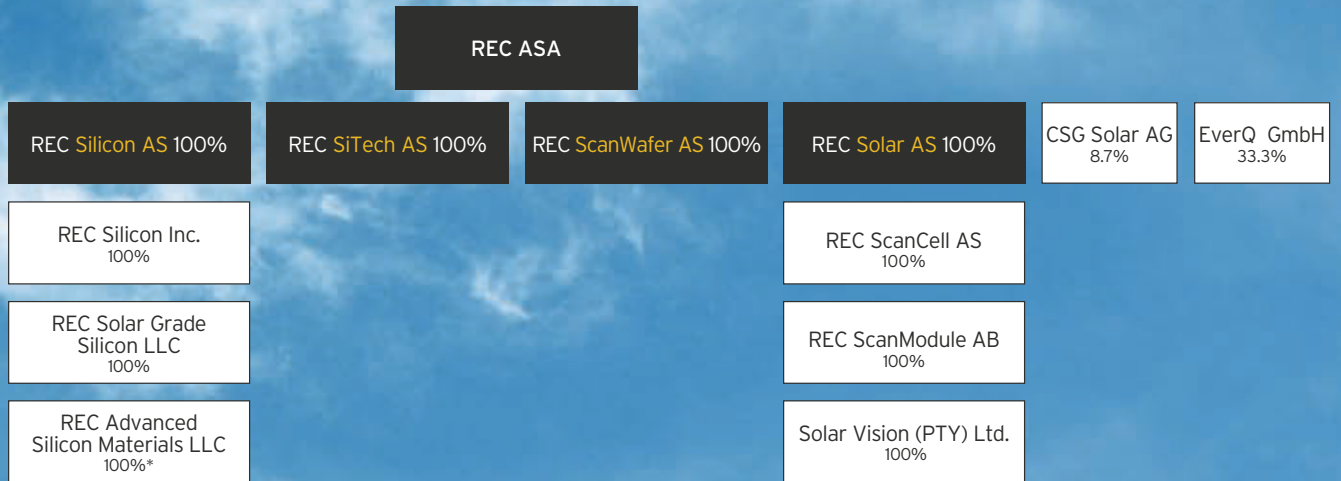 REC ASA
REC Silicon AS 100%
REC SiTech AS 100%
REC ScanWafer AS 100%
REC Solar AS 100%
CSG Solar AG
8.7%
EverQ GmbH
33.3%
REC Silicon Inc.
100%
REC ScanCell AS
100%
REC Solar Grade
Silicon LLC
100%
REC ScanModule AB
100%
REC Advanced
Silicon Materials LLC
100%*
Solar Vision (PTY) Ltd.
100%